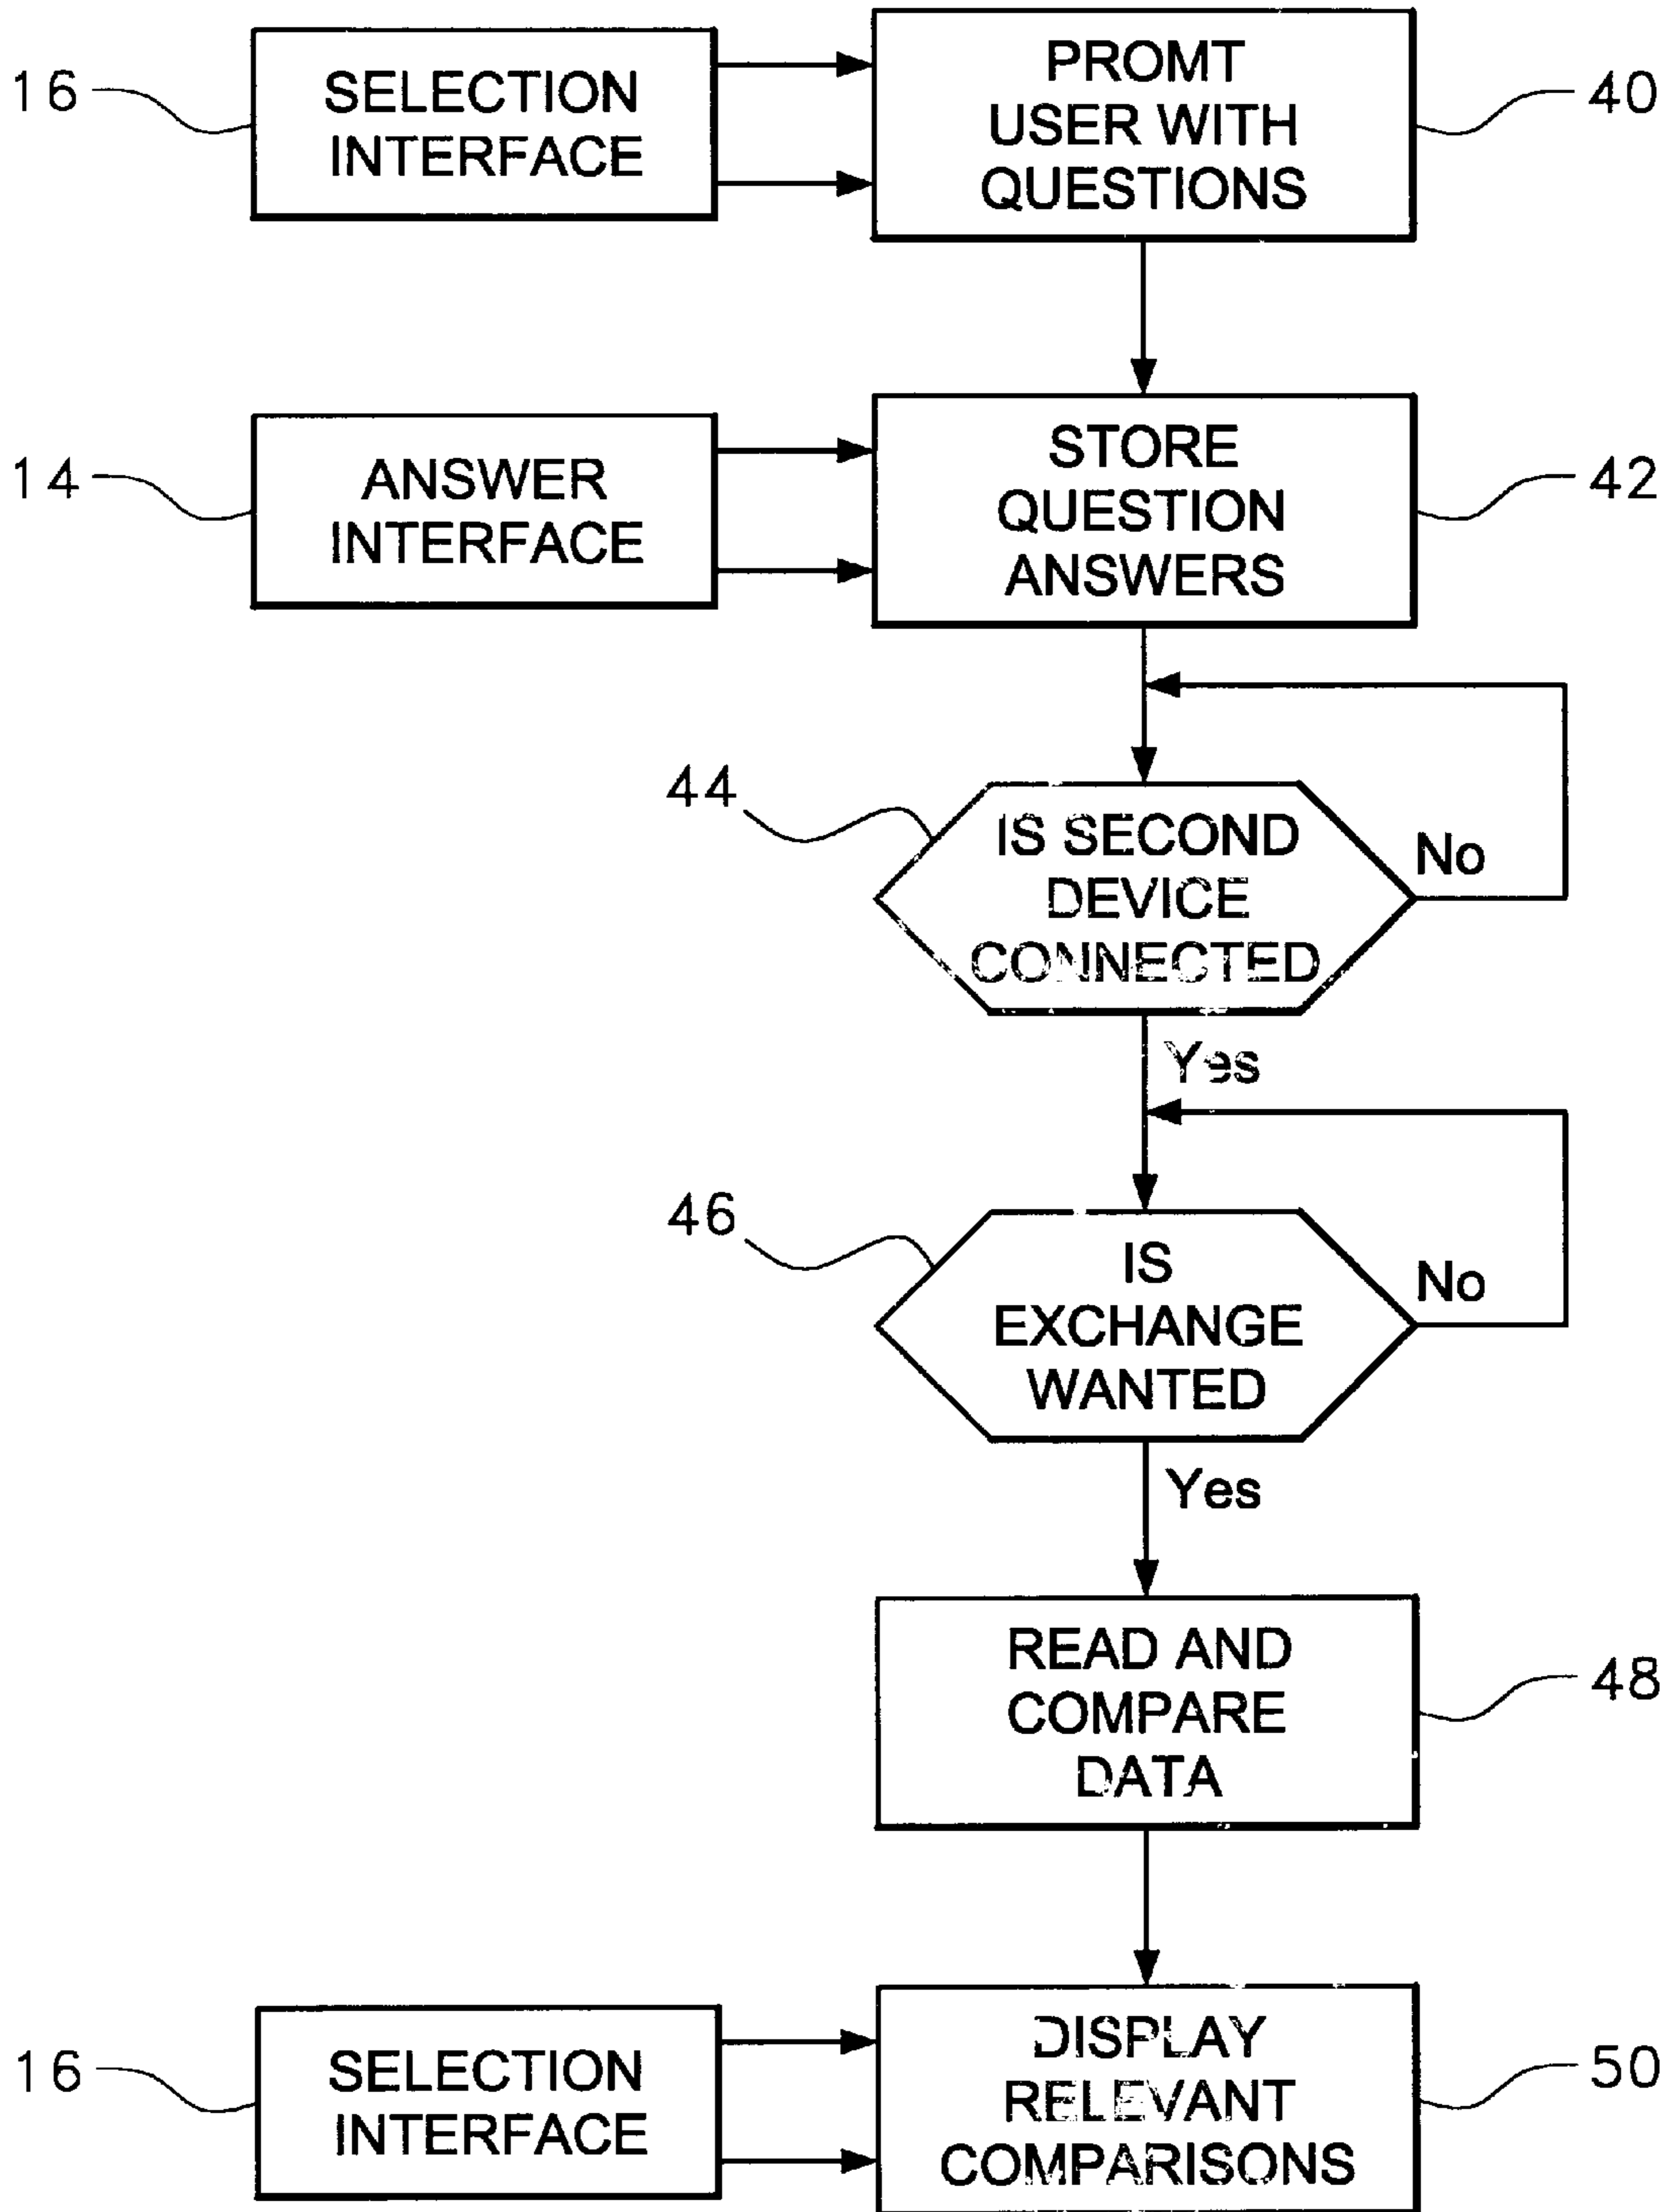 16
SELECTION
INTERFACE
PROMT
USER WITH
QUESTIONS
40
14
ANSWER
INTERFACE
STORE
QUESTION
ANSWERS
42
44
IS SECOND
DEVICE
CONNECTED
No
Yes
46
IS
EXCHANGE
WANTED
No
Yes
READ AND
COMPARE
DATA
48
16
SELECTION
INTERFACE
DISPLAY
RELEVANT
COMPARISONS
50